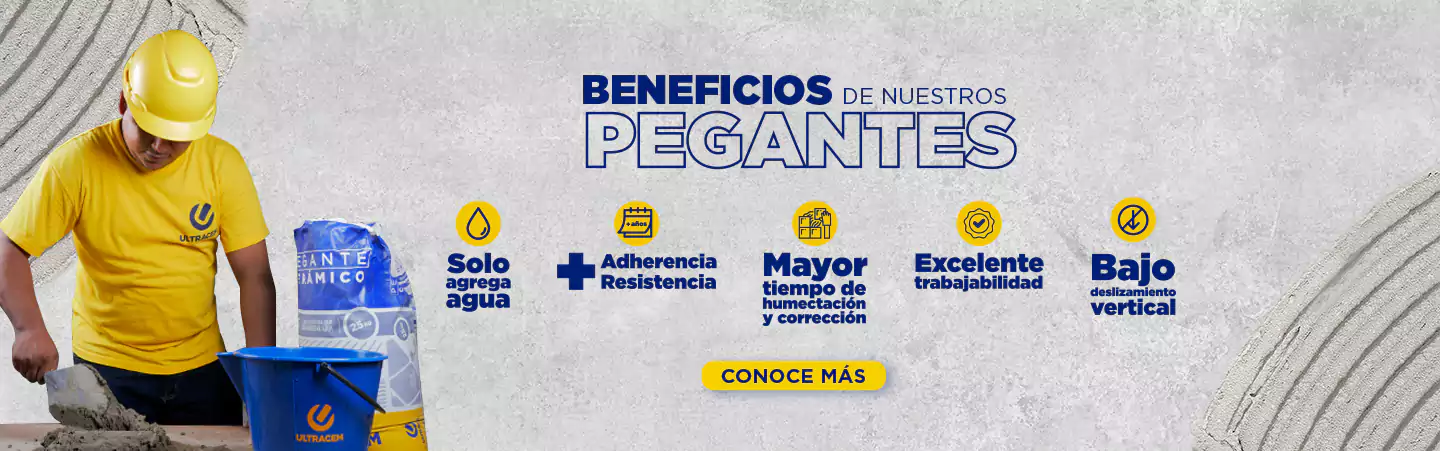 BENEFICIOS DE NUESTROS
PEGANTES
ULTRACEM
CERÁMICO
25
ULTRACEM
Solo
agrega
agua
+ años
+ Adherencia
Resistencia
Mayor
tiempo de
humectación
y corrección
Excelente
trabajabilidad
Bajo
deslizamiento
vertical
CONOCE MÁS